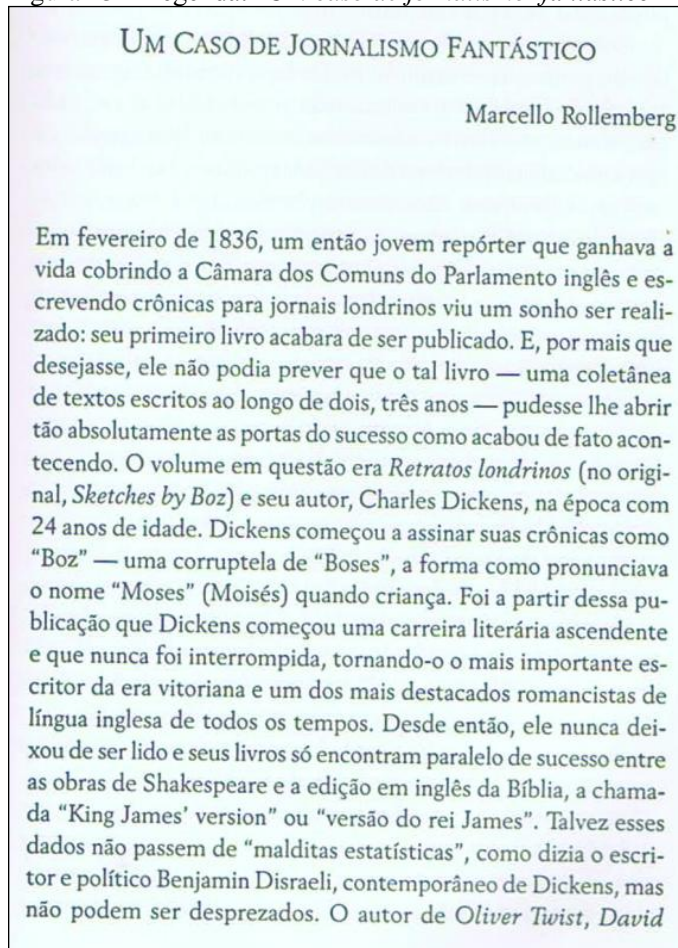 UM CASO DE JORNALISMO FANTÁSTICO
Marcello Rollemberg
Em fevereiro de 1836, um então jovem repórter que ganhava a
vida cobrindo a Câmara dos Comuns do Parlamento inglês e es-
crevendo crônicas para jornais londrinos viu um sonho ser reali-
zado: seu primeiro livro acabara de ser publicado. E, por mais que
desejasse, ele não podia prever que o tal livro — uma coletânea
de textos escritos ao longo de dois, três anos — pudesse lhe abrir
tão absolutamente as portas do sucesso como acabou de fato acon-
tecendo. O volume em questão era Retratos londrinos (no origi-
nal, Sketches by Boz) e seu autor, Charles Dickens, na época com
24 anos de idade. Dickens começou a assinar suas crônicas como
“Boz” — uma corruptela de “Boses”, a forma como pronunciava
o nome “Moses” (Moisés) quando criança. Foi a partir dessa pu-
blicação que Dickens começou uma carreira literária ascendente
e que nunca foi interrompida, tornando-o o mais importante es-
critor da era vitoriana e um dos mais destacados romancistas de
língua inglesa de todos os tempos. Desde então, ele nunca dei-
xou de ser lido e seus livros só encontram paralelo de sucesso entre
as obras de Shakespeare e a edição em inglês da Bíblia, a chama-
da “King James’ version” ou “versão do rei James”. Talvez esses
dados não passem de “malditas estatísticas”, como dizia o escri-
tor e político Benjamin Disraeli, contemporâneo de Dickens, mas
não podem ser desprezados. O autor de Oliver Twist, David